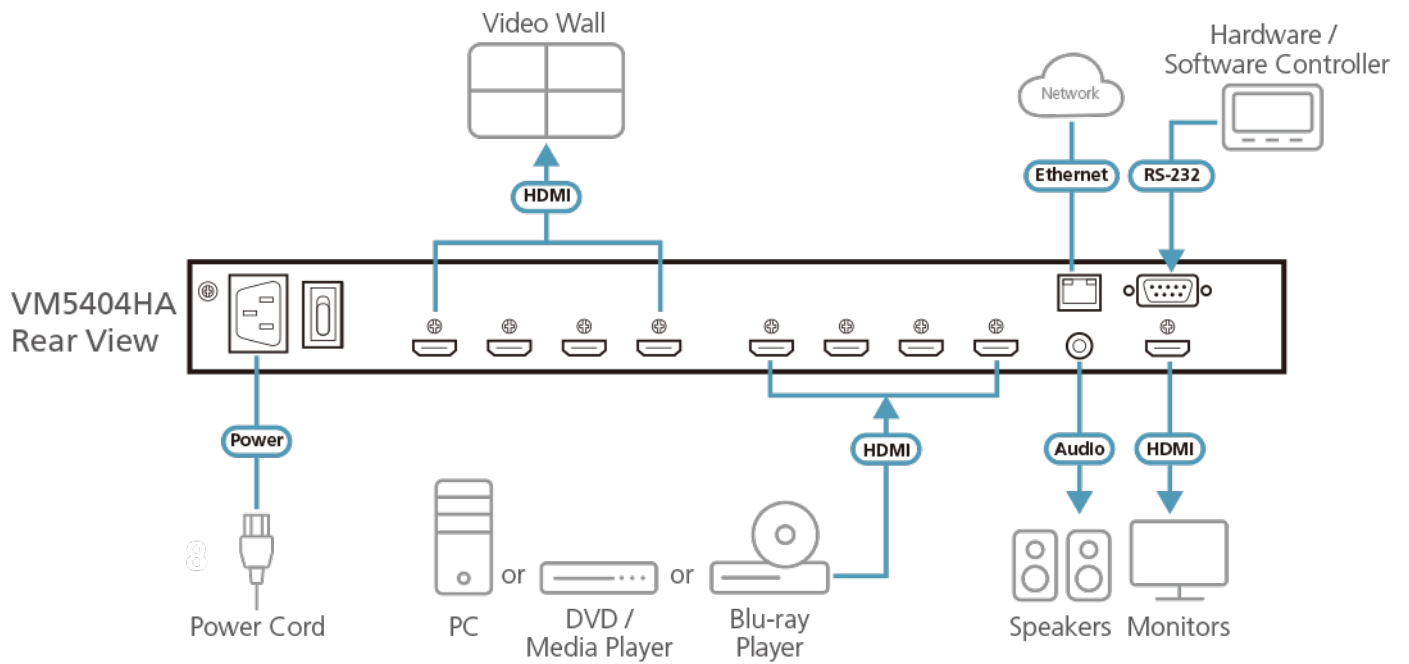 Video Wall
Hardware /
Software Controller
Network
Ethernet
RS-232
HDMI
VM5404HA
Rear View
Power
HDMI
Audio
HDMI
8
or
or
Power Cord
PC
DVD /
Media Player
Blu-ray
Player
Speakers
Monitors